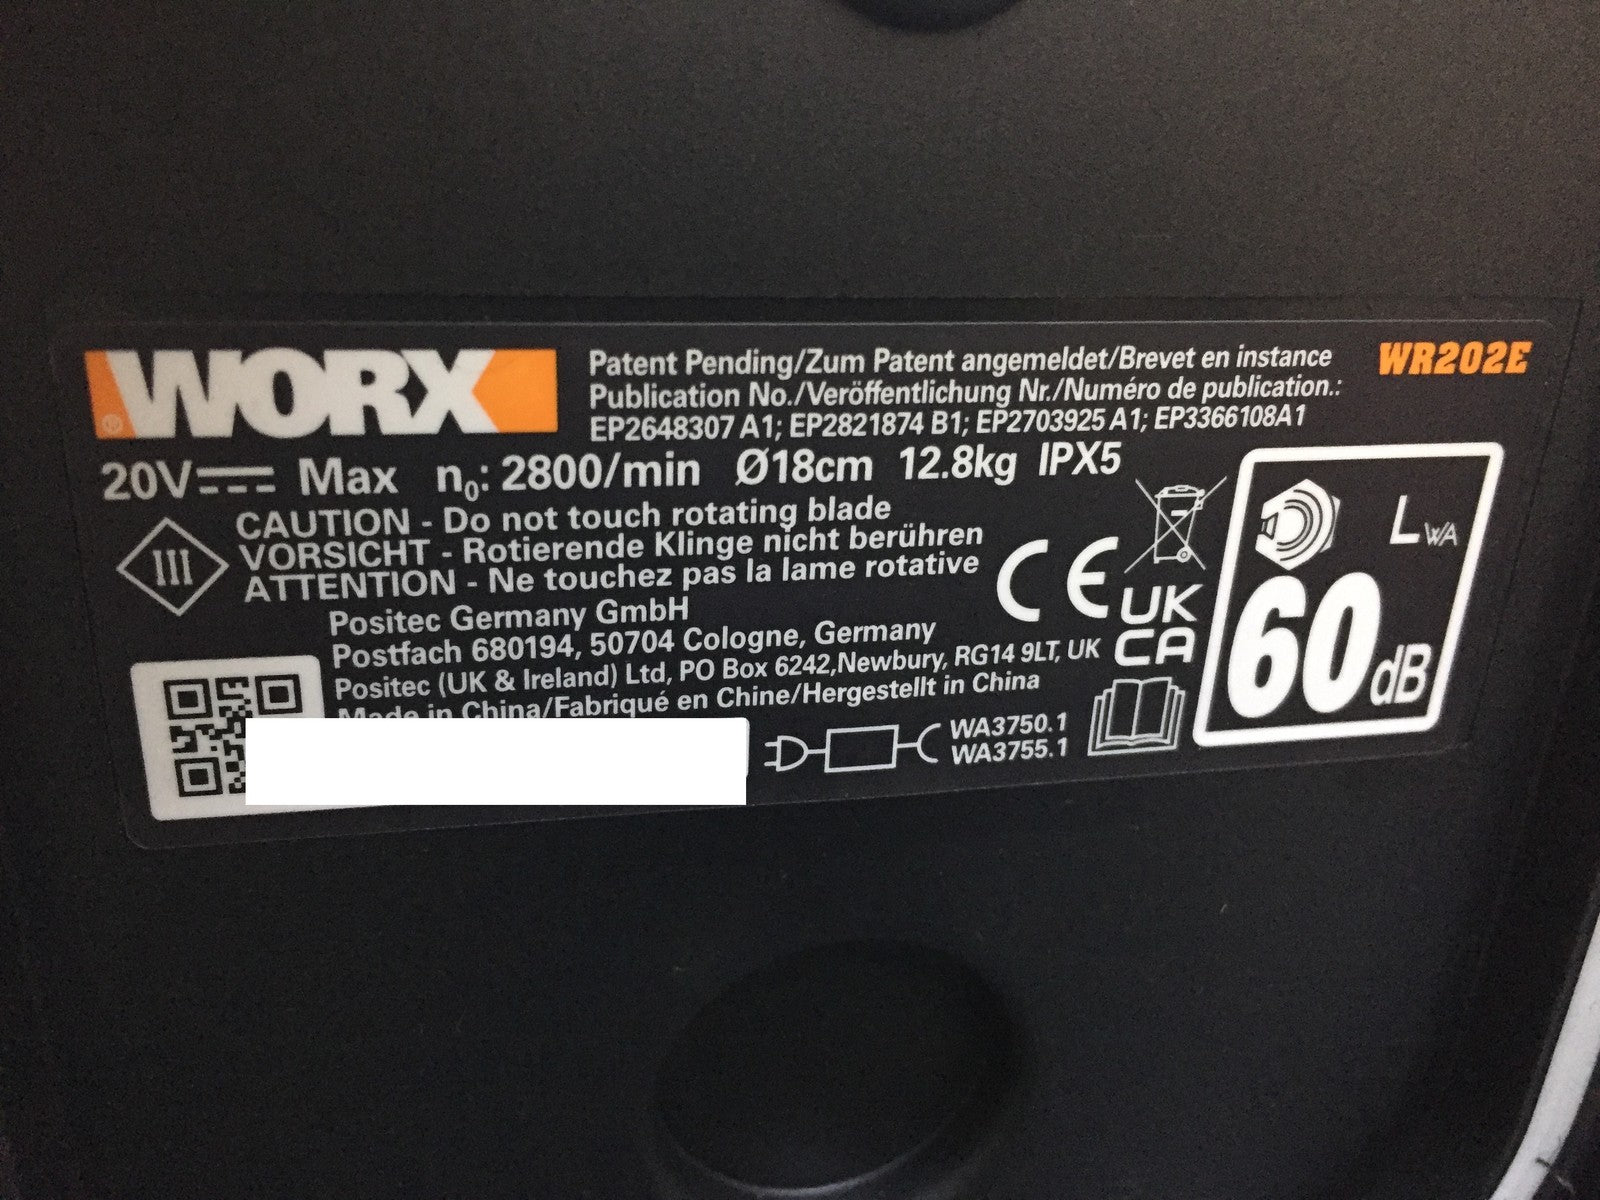 WORX®
Patent Pending/Zum Patent angemeldet/Brevet en instance
WR202E
Publication No./Veröffentlichung Nr./Numéro de publication.:
EP2648307 A1; EP2821874 B1; EP2703925 A1; EP3366108A1
20V Max n₀: 2800/min Ø18cm 12.8kg IPX5
III
CAUTION - Do not touch rotating blade
VORSICHT - Rotierende Klinge nicht berühren
ATTENTION - Ne touchez pas la lame rotative
Positec Germany GmbH
Postfach 680194, 50704 Cologne, Germany
Positec (UK & Ireland) Ltd, PO Box 6242,Newbury, RG14 9LT, UK
Made in China/Fabriqué en Chine/Hergestellt in China
WA3750.1
WA3755.1
CE
UK
CA
LWA
60dB